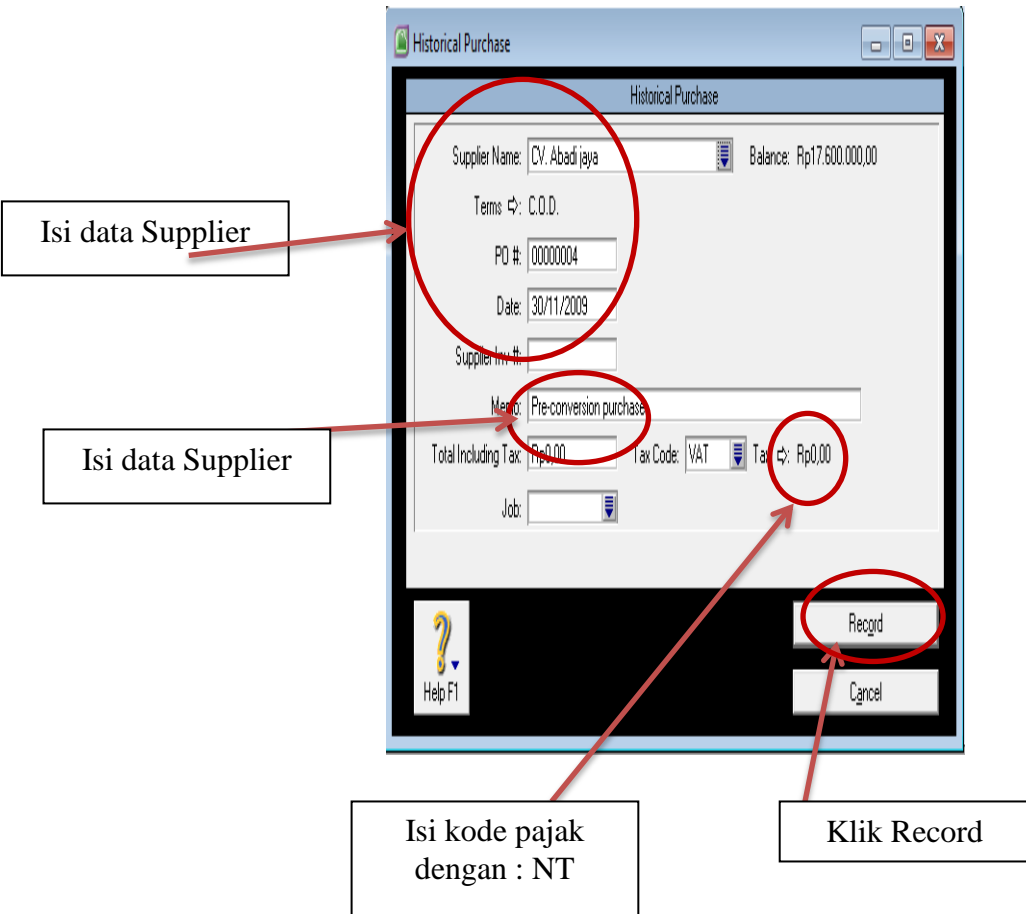 Historical Purchase
Historical Purchase
Supplier Name: CV. Abadi jaya Balance: Rp17.600.000,00
Terms ⇨: C.O.D.
PO #: 00000004
Date: 30/11/2009
Supplier Inv #:
Memo: Pre-conversion purchase
Total Including Tax: Rp0,00 Tax Code: VAT Tax ⇨: Rp0,00
Job:
Record
Help F1
Cancel
Isi data Supplier
Isi data Supplier
Isi kode pajak
dengan : NT
Klik Record